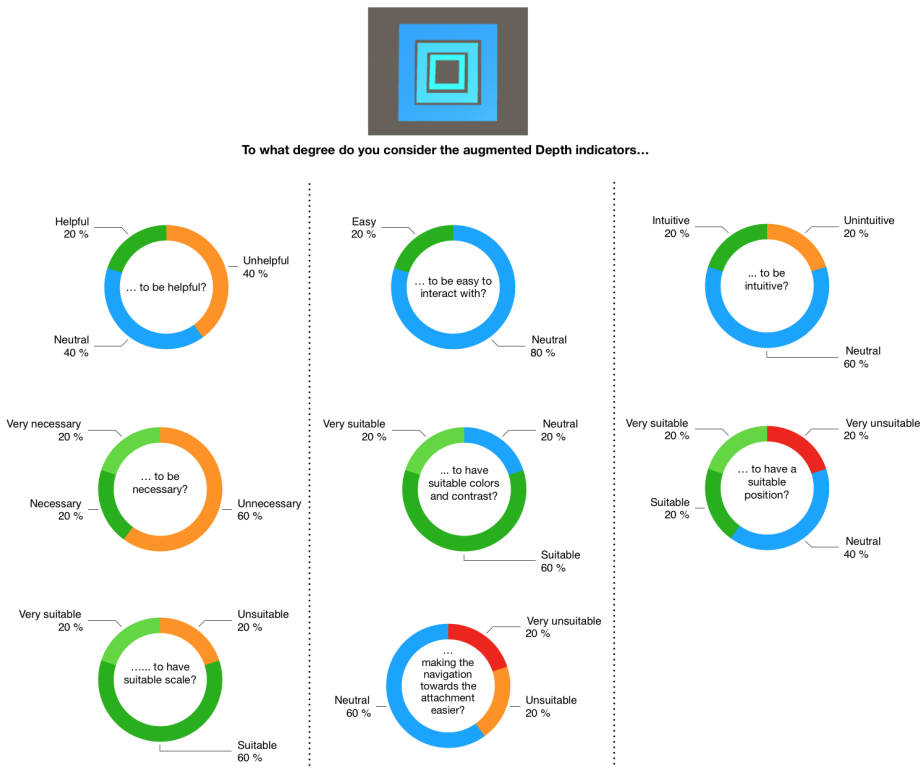 To what degree do you consider the augmented Depth indicators…
Helpful
20 %
Unhelpful
40 %
… to be helpful?
Neutral
40 %
Easy
20 %
… to be easy to
interact with?
Neutral
80 %
Intuitive
20 %
Unintuitive
20 %
... to be
intuitive?
Neutral
60 %
Very necessary
20 %
… to be
necessary?
Necessary
20 %
Unnecessary
60 %
Very suitable
20 %
Neutral
20 %
... to have
suitable colors
and contrast?
Suitable
60 %
Very suitable
20 %
Very unsuitable
20 %
… to have a
suitable
position?
Suitable
20 %
Neutral
40 %
Very suitable
20 %
Unsuitable
20 %
…... to have
suitable scale?
Suitable
60 %
Very unsuitable
20 %
…
making the
navigation
towards the
attachment
easier?
Neutral
60 %
Unsuitable
20 %